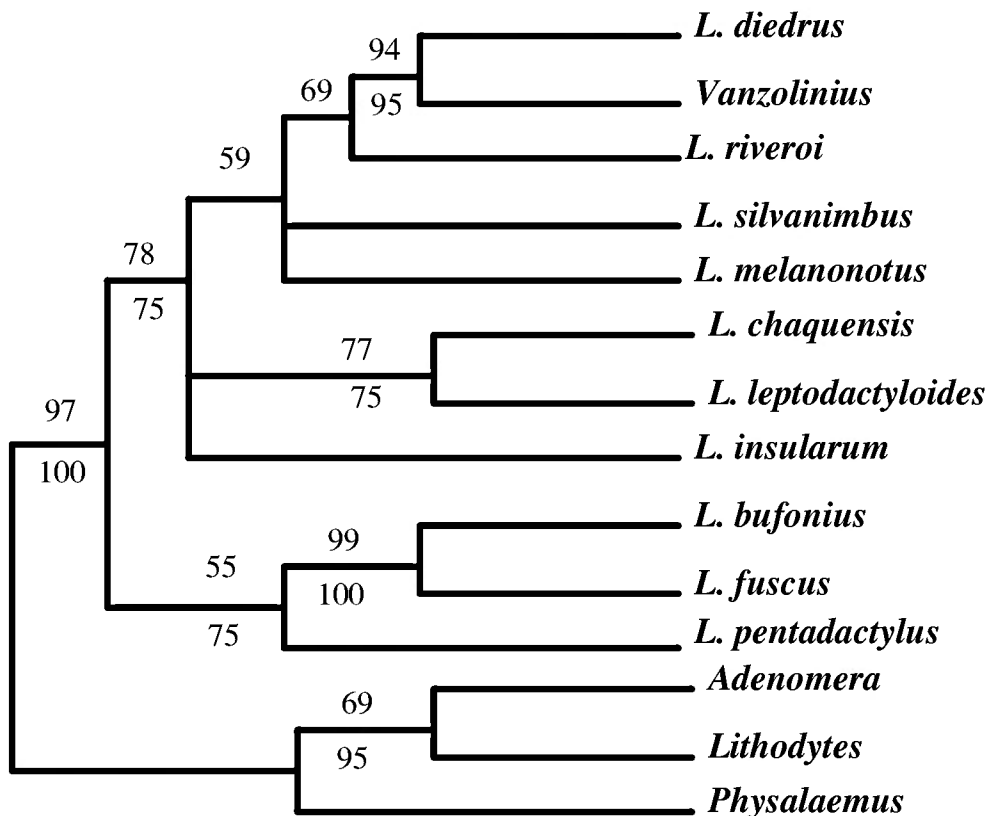 L. diedrus
94
Vanzolinius
69
95
L. riveroi
59
L. silvanimbus
78
L. melanonotus
75
L. chaquensis
77
75
L. leptodactyloides
97
L. insularum
100
L. bufonius
99
55
L. fuscus
100
75
L. pentadactylus
Adenomera
69
Lithodytes
95
Physalaemus